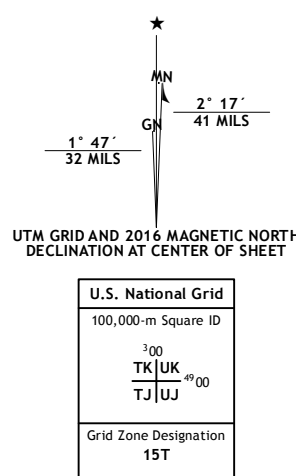 ★
MN
GN
2° 17´
41 MILS
1° 47´
32 MILS
UTM GRID AND 2016 MAGNETIC NORTH
DECLINATION AT CENTER OF SHEET
U.S. National Grid
100,000-m Square ID
³00
TK UK
⁴⁹00
TJ UJ
Grid Zone Designation
15T